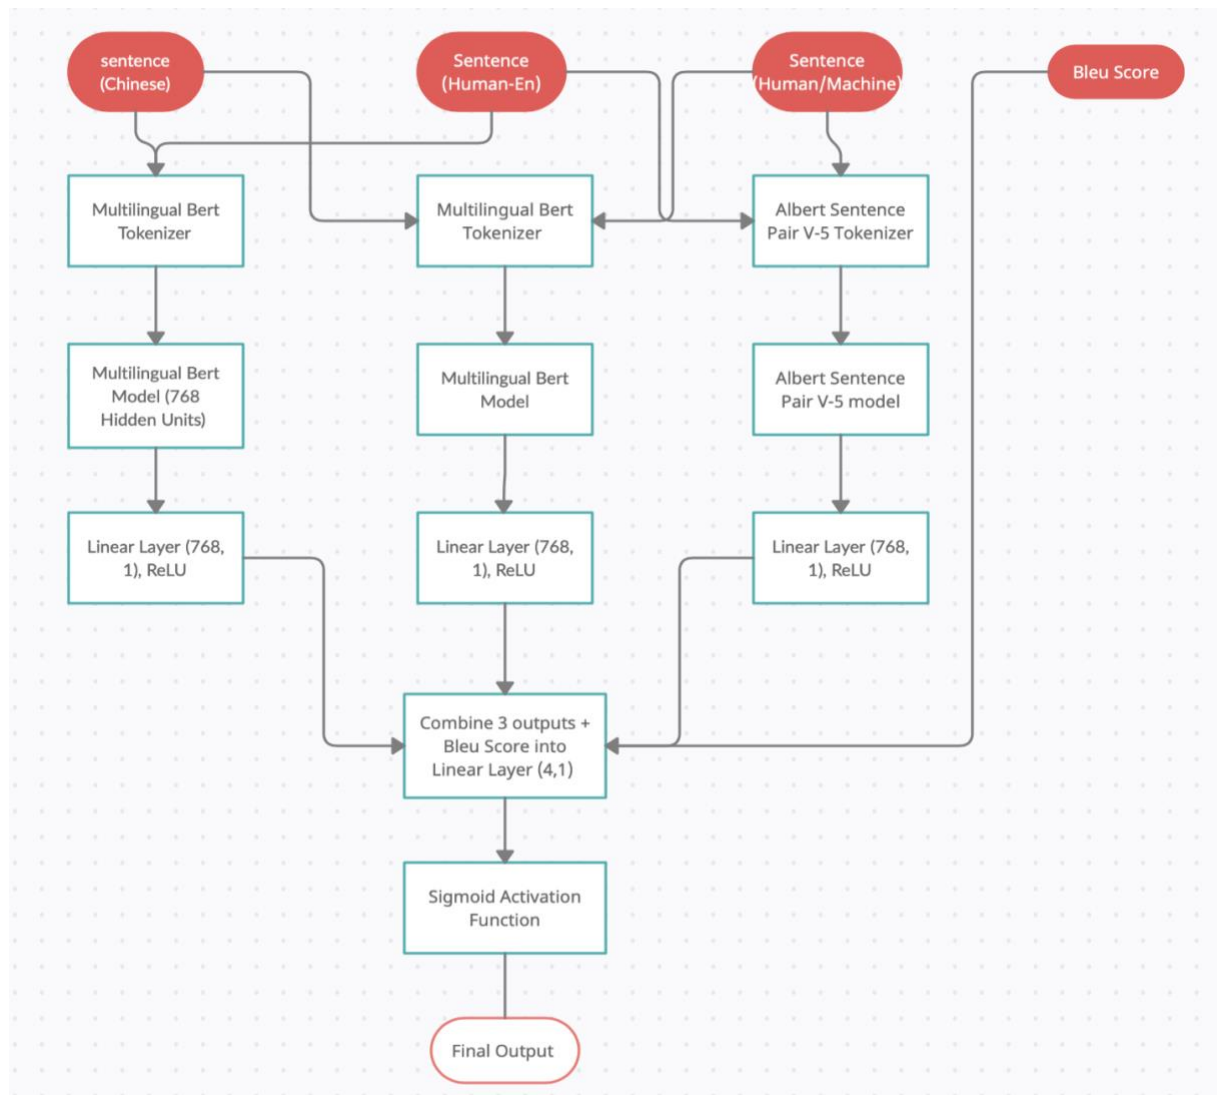 sentence
(Chinese)
Sentence
(Human-En)
Sentence
(Human/Machine)
Bleu Score
Multilingual Bert
Tokenizer
Multilingual Bert
Tokenizer
Albert Sentence
Pair V-5 Tokenizer
Multilingual Bert
Model (768
Hidden Units)
Multilingual Bert
Model
Albert Sentence
Pair V-5 model
Linear Layer (768,
1), ReLU
Linear Layer (768,
1), ReLU
Linear Layer (768,
1), ReLU
Combine 3 outputs +
Bleu Score into
Linear Layer (4,1)
Sigmoid Activation
Function
Final Output